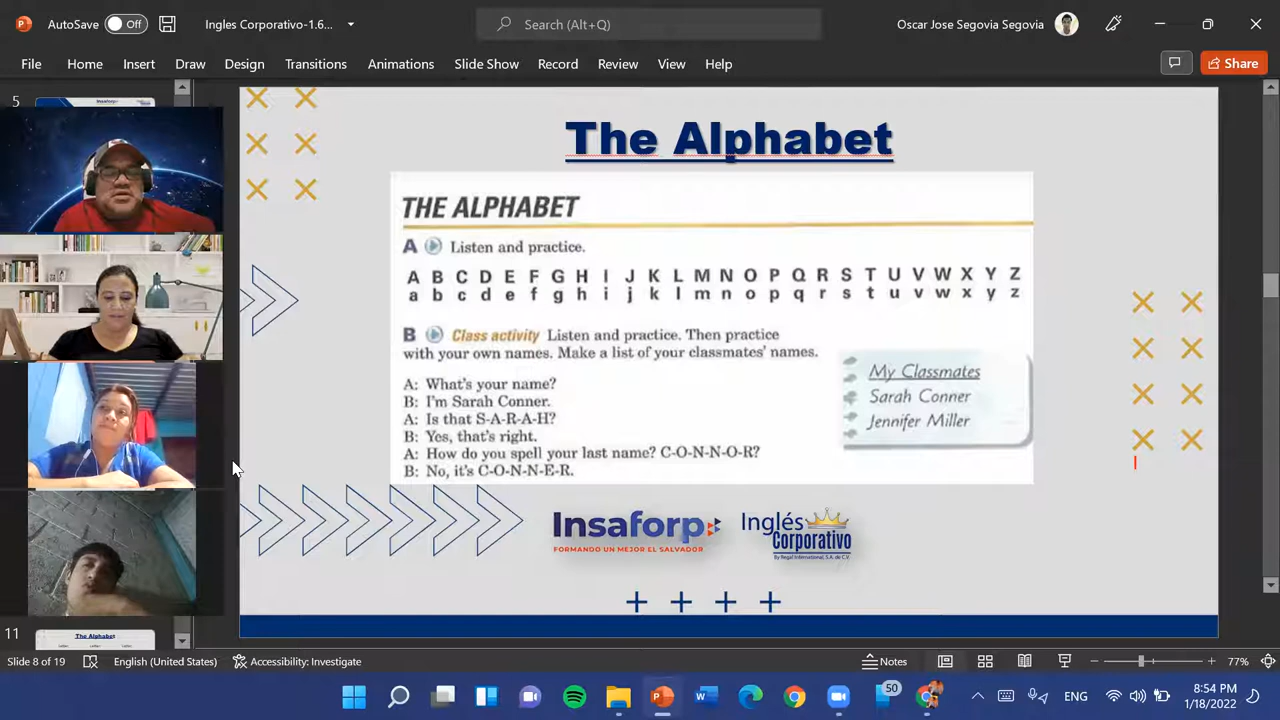 AutoSave Off Ingles Corporativo-1.6... Search (Alt+Q) Oscar Jose Segovia Segovia
File Home Insert Draw Design Transitions Animations Slide Show Record Review View Help Share
5
The Alphabet
THE ALPHABET
A Listen and practice.
A B C D E F G H I J K L M N O P Q R S T U V W X Y Z
a b c d e f g h i j k l m n o p q r s t u v w x y z
B Class activity Listen and practice. Then practice
with your own names. Make a list of your classmates' names.
A: What's your name?
B: I'm Sarah Conner.
A: Is that S-A-R-A-H?
B: Yes, that's right.
A: How do you spell your last name? C-O-N-N-O-R?
B: No, it's C-O-N-N-E-R.
My Classmates
Sarah Conner
Jennifer Miller
Insaforp
FORMANDO UN MEJOR EL SALVADOR
Inglés
Corporativo
By Regal International, S.A. de C.V.
11
The Alphabet
Slide 8 of 19 English (United States) Accessibility: Investigate Notes 77%
50
ENG
8:54 PM
1/18/2022